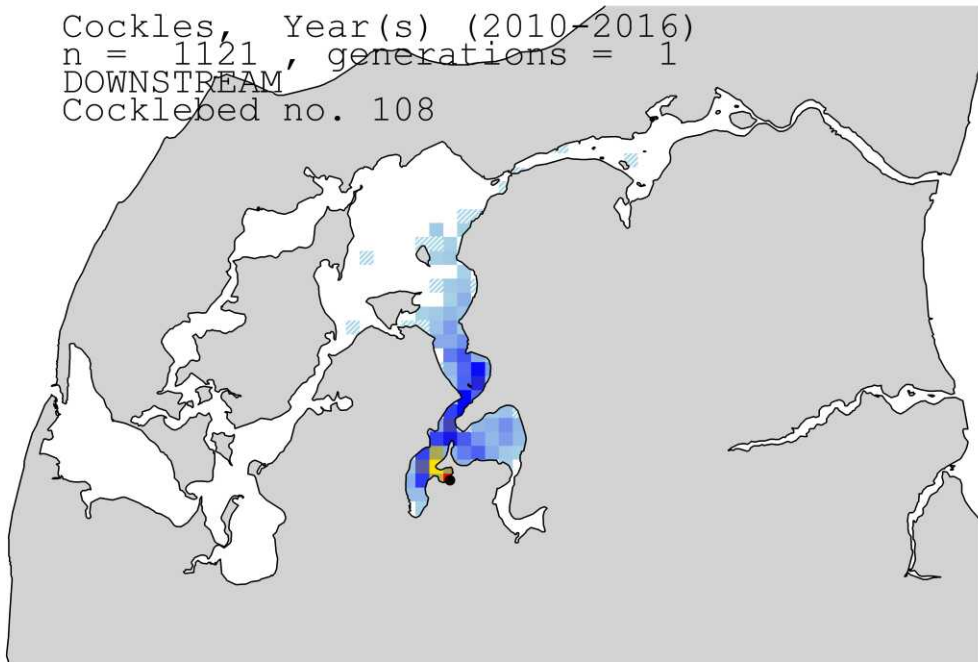 Cockles,  Year(s) (2010-2016)
n =  1121 , generations =  1
DOWNSTREAM
Cocklebed no. 108